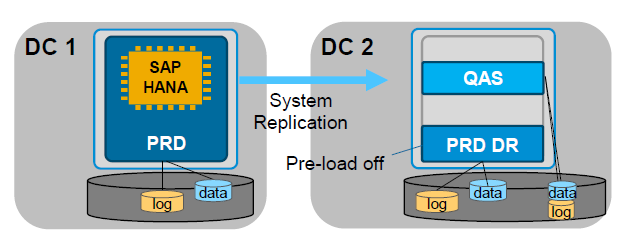 DC 1
SAP
HANA
PRD
log
data
System
Replication
DC 2
QAS
PRD DR
Pre-load off
log
data
data
log